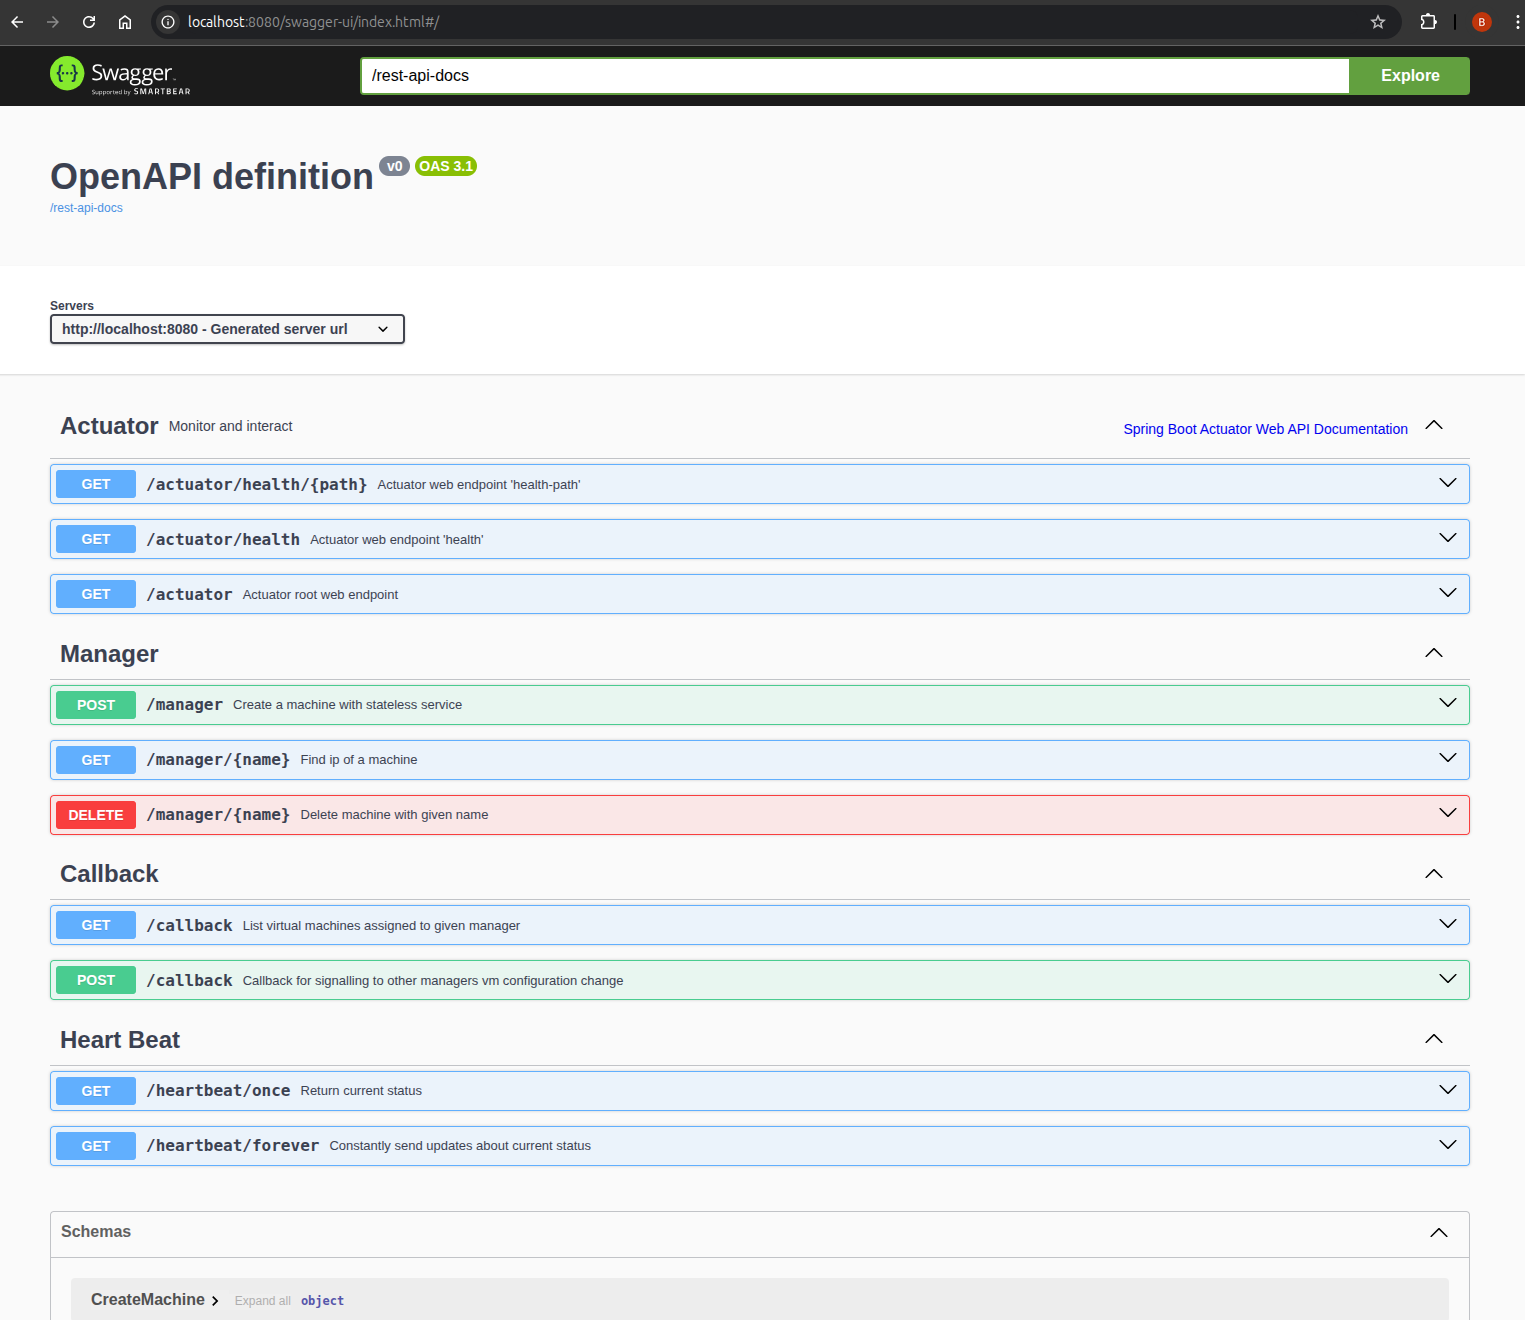 localhost:8080/swagger-ui/index.html#/
B
{···} Swagger
Supported by SMARTBEAR
/rest-api-docs
Explore
OpenAPI definition v0 OAS 3.1
/rest-api-docs
Servers
http://localhost:8080 - Generated server url
Actuator Monitor and interact Spring Boot Actuator Web API Documentation
GET /actuator/health/{path} Actuator web endpoint 'health-path'
GET /actuator/health Actuator web endpoint 'health'
GET /actuator Actuator root web endpoint
Manager
POST /manager Create a machine with stateless service
GET /manager/{name} Find ip of a machine
DELETE /manager/{name} Delete machine with given name
Callback
GET /callback List virtual machines assigned to given manager
POST /callback Callback for signalling to other managers vm configuration change
Heart Beat
GET /heartbeat/once Return current status
GET /heartbeat/forever Constantly send updates about current status
Schemas
CreateMachine Expand all object